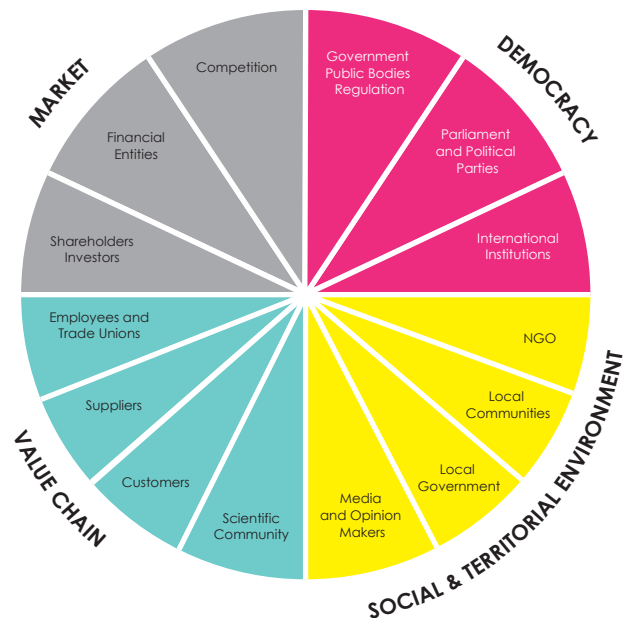 MARKET
Competition
Financial
Entities
Shareholders
Investors
DEMOCRACY
Government
Public Bodies
Regulation
Parliament
and Political
Parties
International
Institutions
VALUE CHAIN
Employees and
Trade Unions
Suppliers
Customers
Scientific
Community
SOCIAL & TERRITORIAL ENVIRONMENT
NGO
Local
Communities
Local
Government
Media
and Opinion
Makers